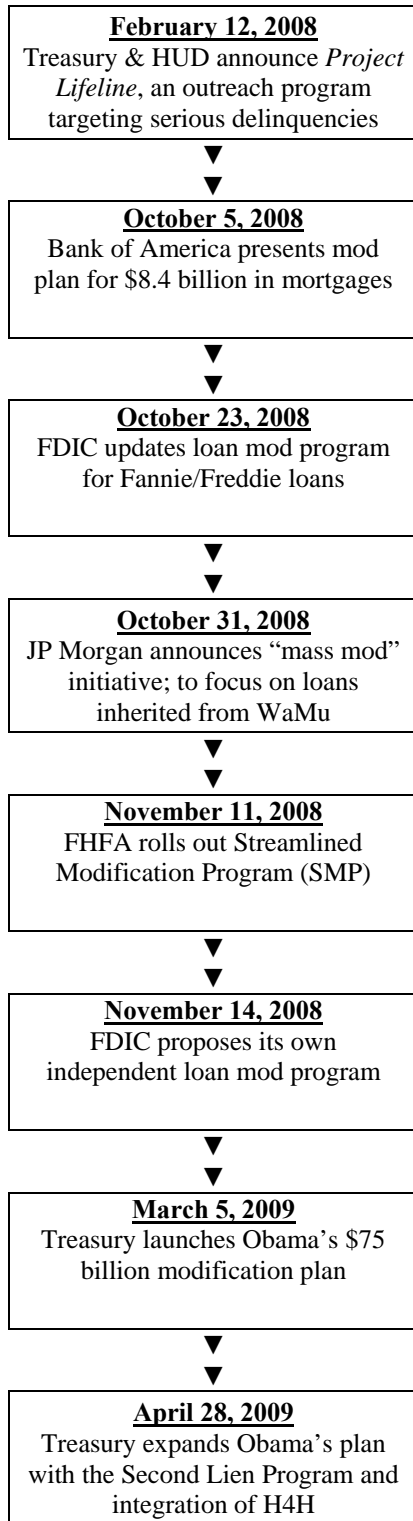 February 12, 2008
Treasury & HUD announce Project
Lifeline, an outreach program
targeting serious delinquencies
October 5, 2008
Bank of America presents mod
plan for $8.4 billion in mortgages
October 23, 2008
FDIC updates loan mod program
for Fannie/Freddie loans
October 31, 2008
JP Morgan announces “mass mod”
initiative; to focus on loans
inherited from WaMu
November 11, 2008
FHFA rolls out Streamlined
Modification Program (SMP)
November 14, 2008
FDIC proposes its own
independent loan mod program
March 5, 2009
Treasury launches Obama’s $75
billion modification plan
April 28, 2009
Treasury expands Obama’s plan
with the Second Lien Program and
integration of H4H